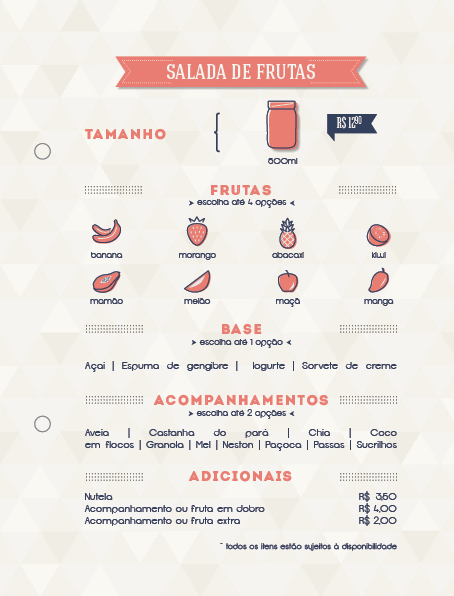 SALADA DE FRUTAS
TAMANHO
R$ 12,90
600ml
FRUTAS
➤ escolha até 4 opções ➤
banana morango abacaxi kiwi
mamão melão maçã manga
BASE
➤ escolha até 1 opção ➤
Açai | Espuma de gengibre | Iogurte | Sorvete de creme
ACOMPANHAMENTOS
➤ escolha até 2 opções ➤
Aveia | Castanha do pará | Chia | Coco
em flocos | Granola | Mel | Neston | Paçoca | Passas | Sucrilhos
ADICIONAIS
Nutela R$ 3,50
Acompanhamento ou fruta em dobro R$ 4,00
Acompanhamento ou fruta extra R$ 2,00
* todos os itens estão sujeitos à disponibilidade